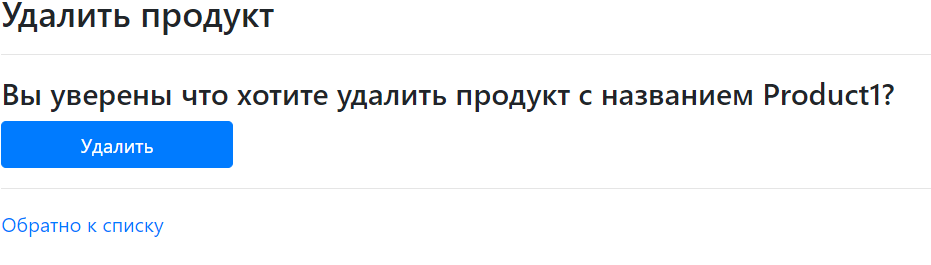 Удалить продукт
Вы уверены что хотите удалить продукт с названием Product1?
Удалить
Обратно к списку